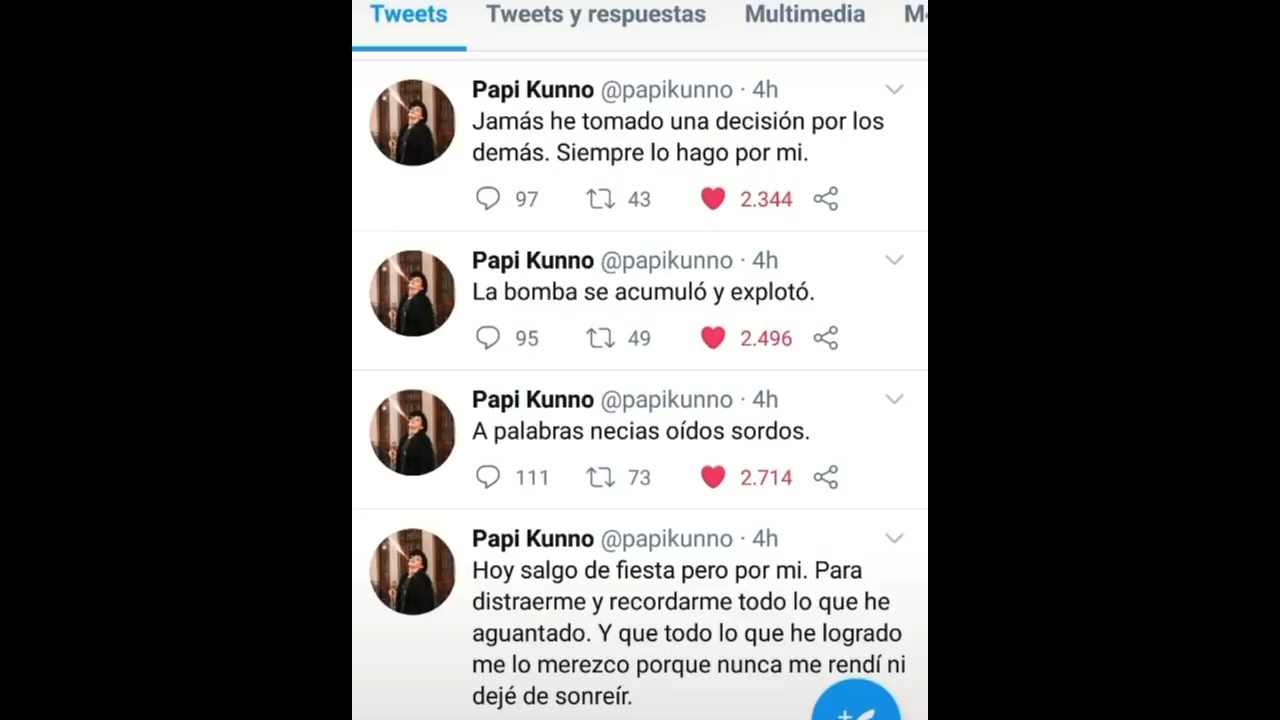 Tweets Tweets y respuestas Multimedia
Papi Kunno @papikunno · 4h
Jamás he tomado una decisión por los
demás. Siempre lo hago por mi.
97 43 2.344
Papi Kunno @papikunno · 4h
La bomba se acumuló y explotó.
95 49 2.496
Papi Kunno @papikunno · 4h
A palabras necias oídos sordos.
111 73 2.714
Papi Kunno @papikunno · 4h
Hoy salgo de fiesta pero por mi. Para
distraerme y recordarme todo lo que he
aguantado. Y que todo lo que he logrado
me lo merezco porque nunca me rendí ni
dejé de sonreír.